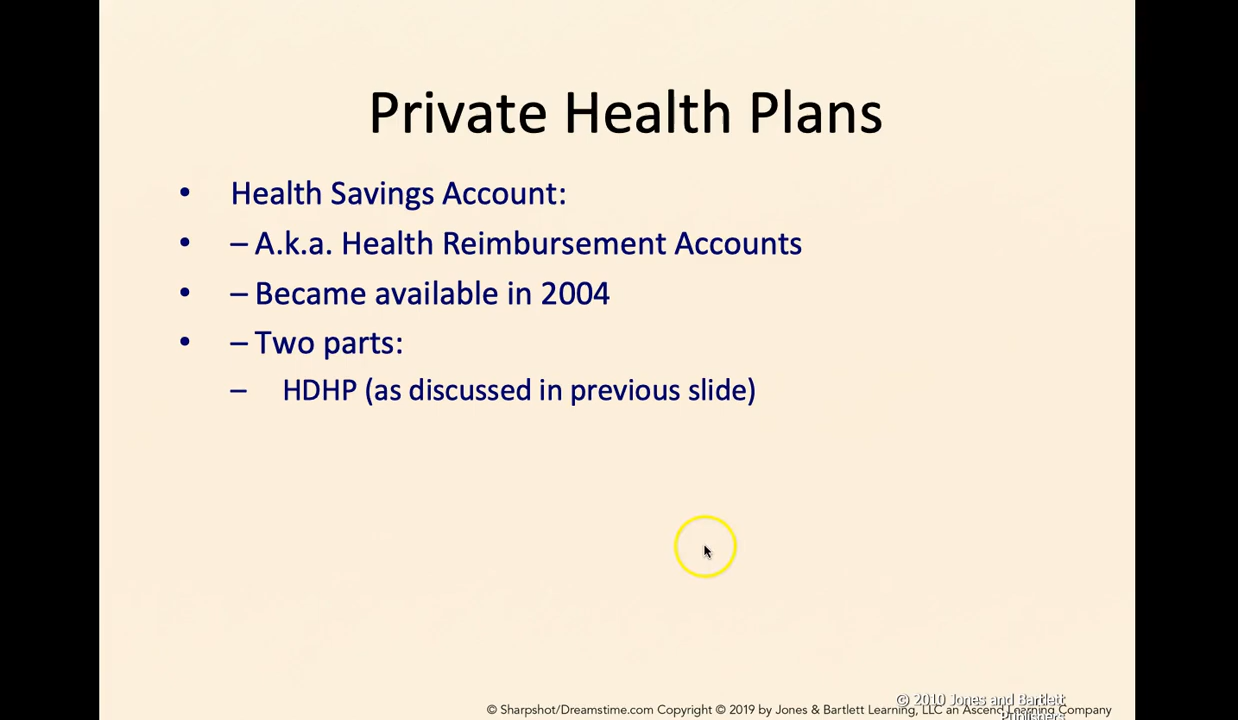 Private Health Plans
• Health Savings Account:
• – A.k.a. Health Reimbursement Accounts
• – Became available in 2004
• – Two parts:
– HDHP (as discussed in previous slide)
© 2010 Jones and Bartlett
Publishers
© Sharpshot/Dreamstime.com Copyright © 2019 by Jones & Bartlett Learning, LLC an Ascend Learning Company